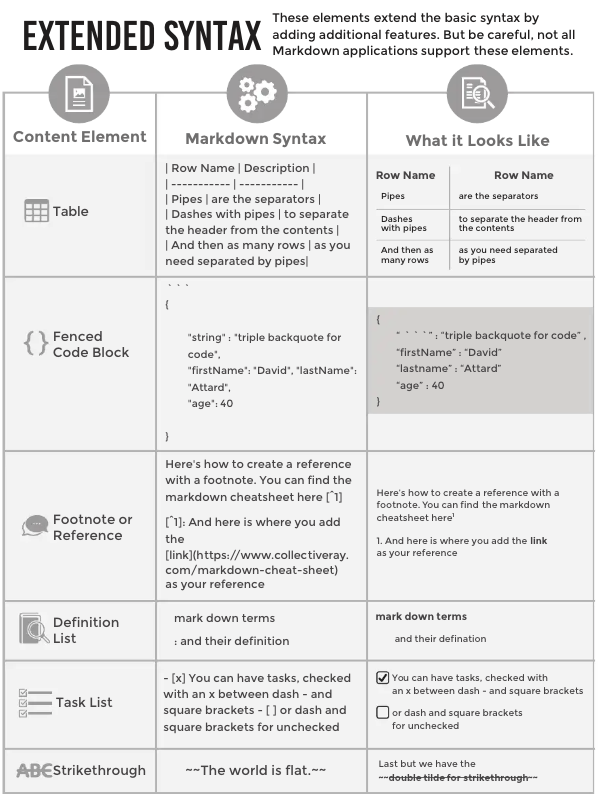 EXTENDED SYNTAX
These elements extend the basic syntax by
adding additional features. But be careful, not all
Markdown applications support these elements.
Content Element
Markdown Syntax
What it Looks Like
Table
| Row Name | Description |
| ----------- | ----------- |
| Pipes | are the separators |
| Dashes with pipes | to separate
the header from the contents |
| And then as many rows | as you
need separated by pipes|
Row Name Row Name
Pipes are the separators
Dashes
with pipes
to separate the header from
the contents
And then as
many rows
as you need separated
by pipes
Fenced
Code Block
` ` `
{
"string" : "triple backquote for
code",
"firstName": "David", "lastName":
"Attard",
"age": 40
}
{
" ` ` ` " : "triple backquote for code" ,
"firstName" : "David"
"lastname" : "Attard"
"age" : 40
}
Footnote or
Reference
Here's how to create a reference
with a footnote. You can find the
markdown cheatsheet here [^1]
[^1]: And here is where you add
the
[link](https://www.collectiveray.
com/markdown-cheat-sheet)
as your reference
Here's how to create a reference with a
footnote. You can find the markdown
cheatsheet here¹
1. And here is where you add the link
as your reference
Definition
List
mark down terms
: and their definition
mark down terms
and their defination
Task List
- [x] You can have tasks, checked
with an x between dash - and
square brackets - [ ] or dash and
square brackets for unchecked
You can have tasks, checked with
an x between dash - and square brackets
or dash and square brackets
for unchecked
ABC Strikethrough
~~The world is flat.~~
Last but we have the
~~double tilde for strikethrough~~